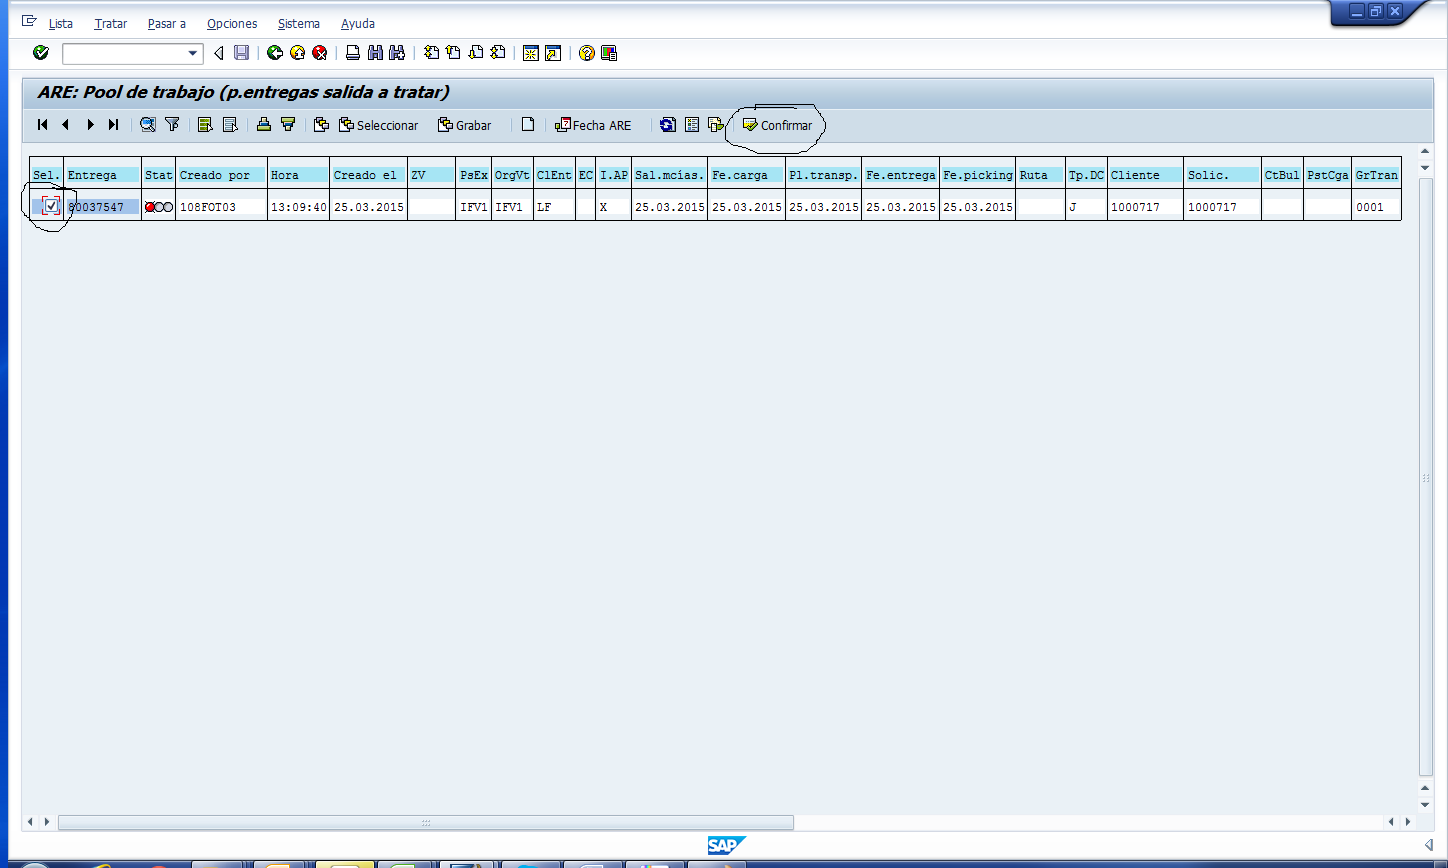 Lista Tratar Pasar a Opciones Sistema Ayuda
ARE: Pool de trabajo (p.entregas salida a tratar)
Seleccionar Grabar Fecha ARE Confirmar
Sel. Entrega Stat Creado por Hora Creado el ZV PsEx OrgVt ClEnt EC I.AP Sal.mcías. Fe.carga Pl.transp. Fe.entrega Fe.picking Ruta Tp.DC Cliente Solic. CtBul PstCga GrTran
80037547 108FOT03 13:09:40 25.03.2015 IFV1 IFV1 LF X 25.03.2015 25.03.2015 25.03.2015 25.03.2015 25.03.2015 J 1000717 1000717 0001
SAP